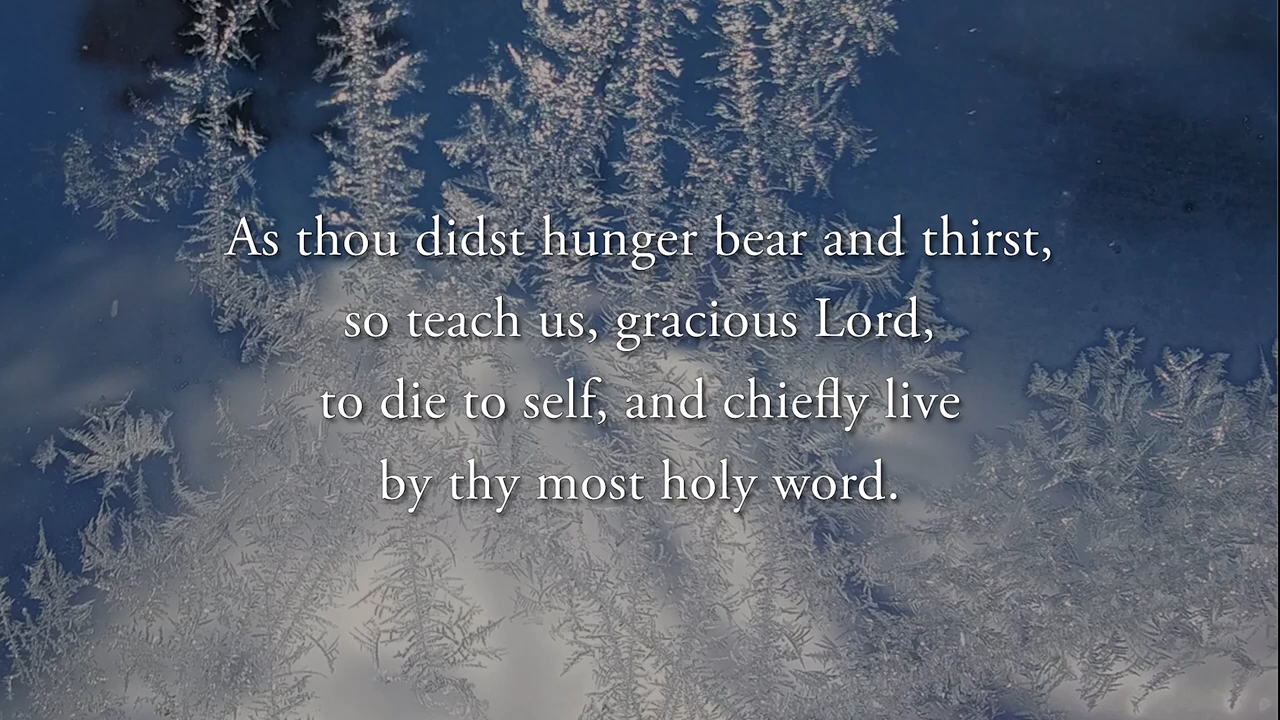 As thou didst hunger bear and thirst,
so teach us, gracious Lord,
to die to self, and chiefly live
by thy most holy word.